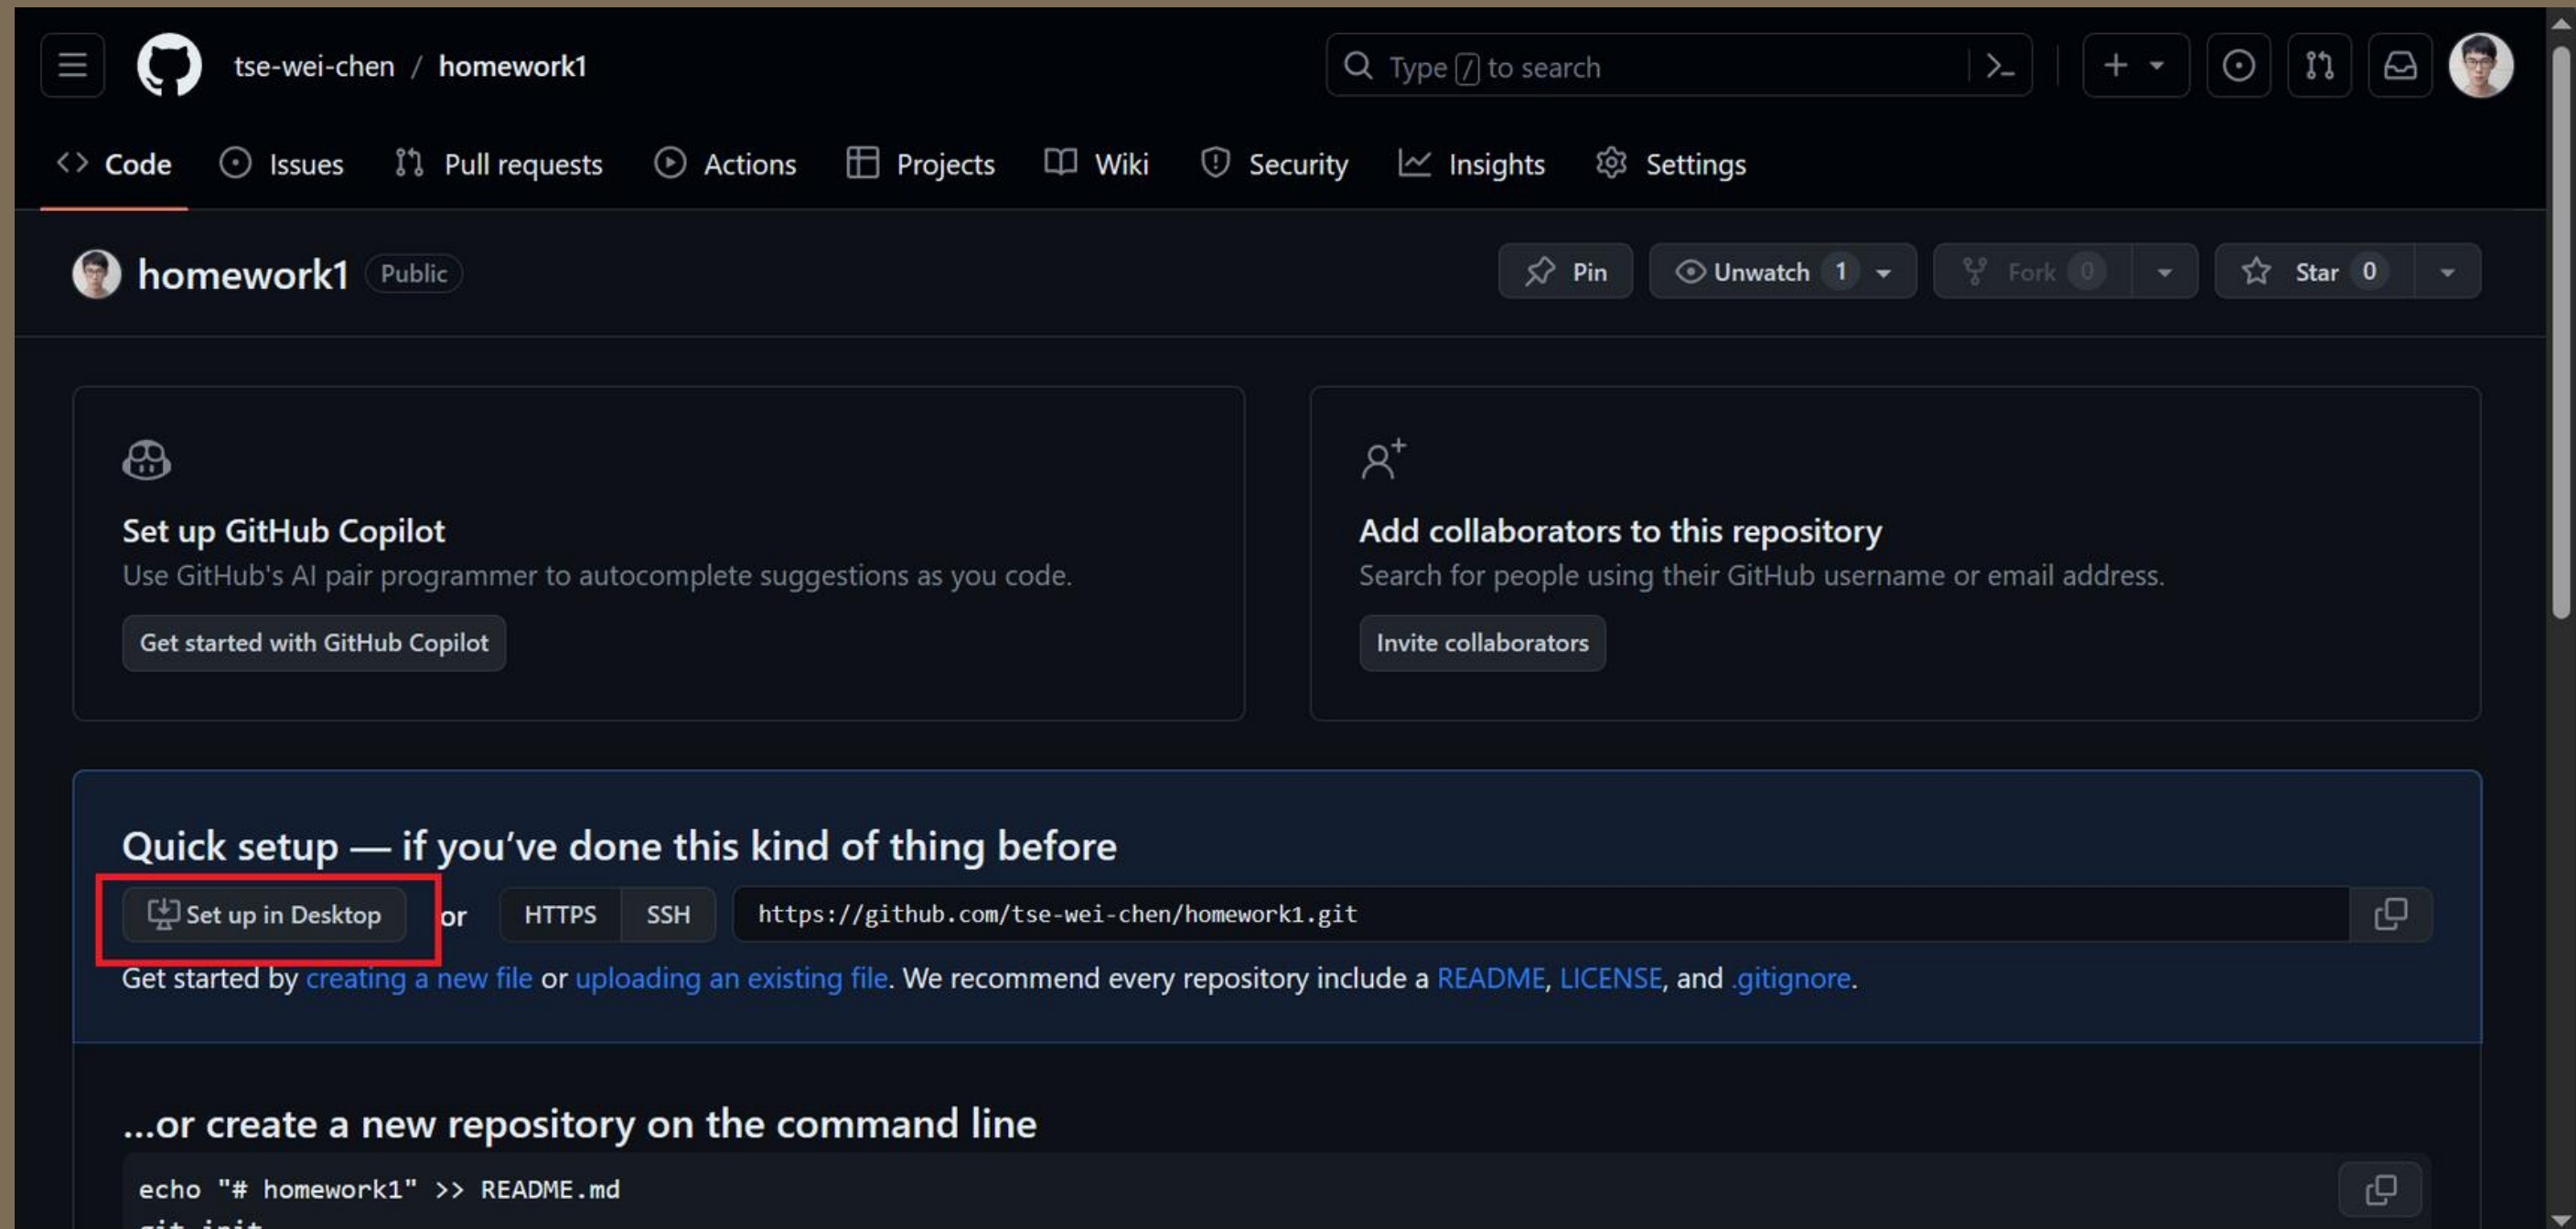 tse-wei-chen / homework1
Type / to search
Code Issues Pull requests Actions Projects Wiki Security Insights Settings
homework1 Public
Pin Unwatch 1 Fork 0 Star 0
Set up GitHub Copilot
Use GitHub's AI pair programmer to autocomplete suggestions as you code.
Get started with GitHub Copilot
Add collaborators to this repository
Search for people using their GitHub username or email address.
Invite collaborators
Quick setup — if you’ve done this kind of thing before
Set up in Desktop or HTTPS SSH https://github.com/tse-wei-chen/homework1.git
Get started by creating a new file or uploading an existing file. We recommend every repository include a README, LICENSE, and .gitignore.
...or create a new repository on the command line
echo "# homework1" >> README.md
git init